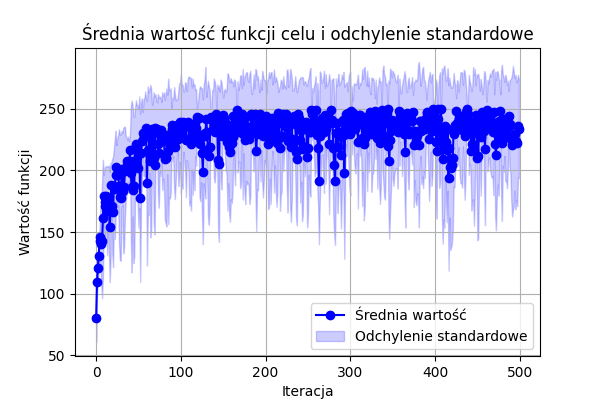 Średnia wartość funkcji celu i odchylenie standardowe
Wartość funkcji
250
200
150
100
50
0
100
200
300
400
500
Iteracja
Średnia wartość
Odchylenie standardowe